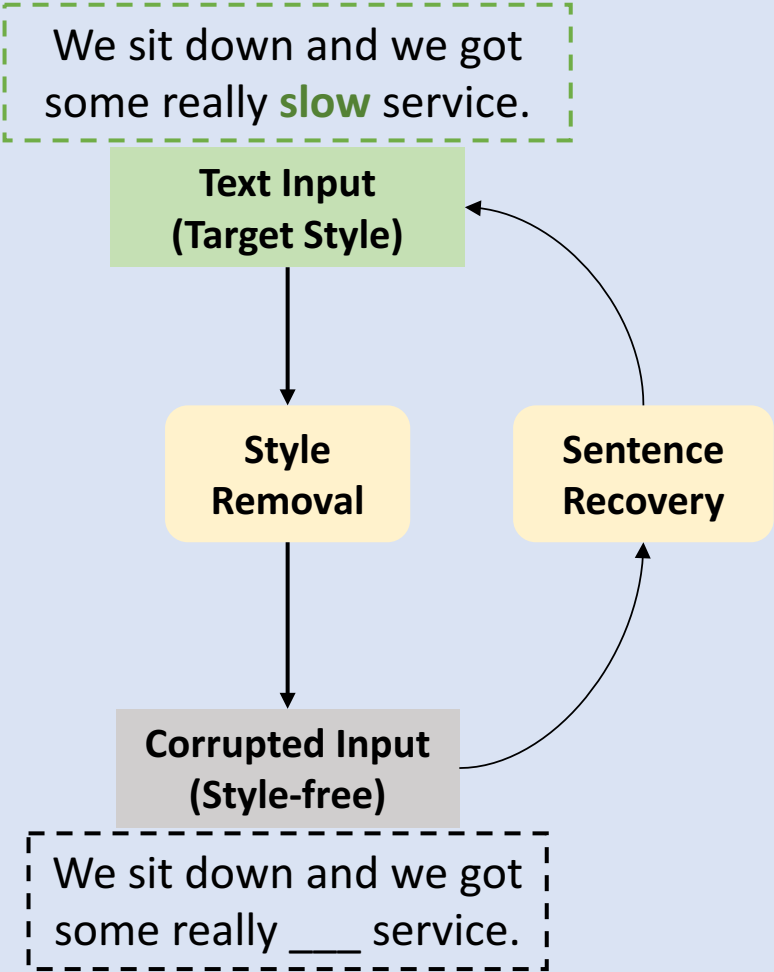 We sit down and we got
some really slow service.
Text Input
(Target Style)
Style
Removal
Sentence
Recovery
Corrupted Input
(Style-free)
We sit down and we got
some really ___ service.